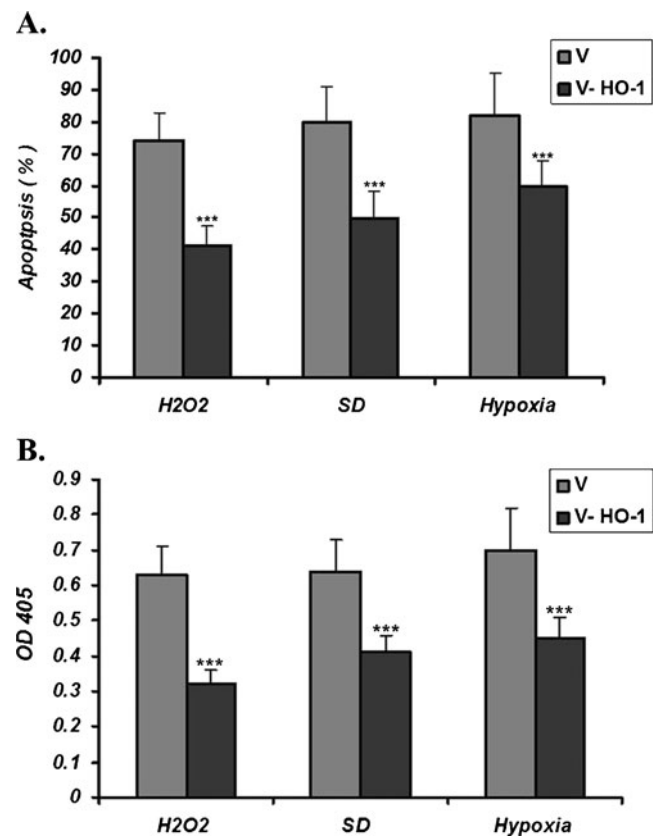 A.
100
90
80
70
60
50
40
30
20
10
0
Apoptpsis ( % )
V
V- HO-1
***
***
***
H2O2 SD Hypoxia
B.
0.9
0.8
0.7
0.6
0.5
0.4
0.3
0.2
0.1
0
OD 405
V
V- HO-1
***
***
***
H2O2 SD Hypoxia